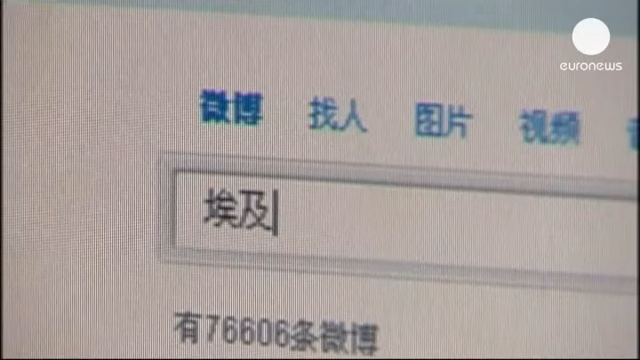 euronews
微博 找人 图片 视频
埃及
有76606条微博